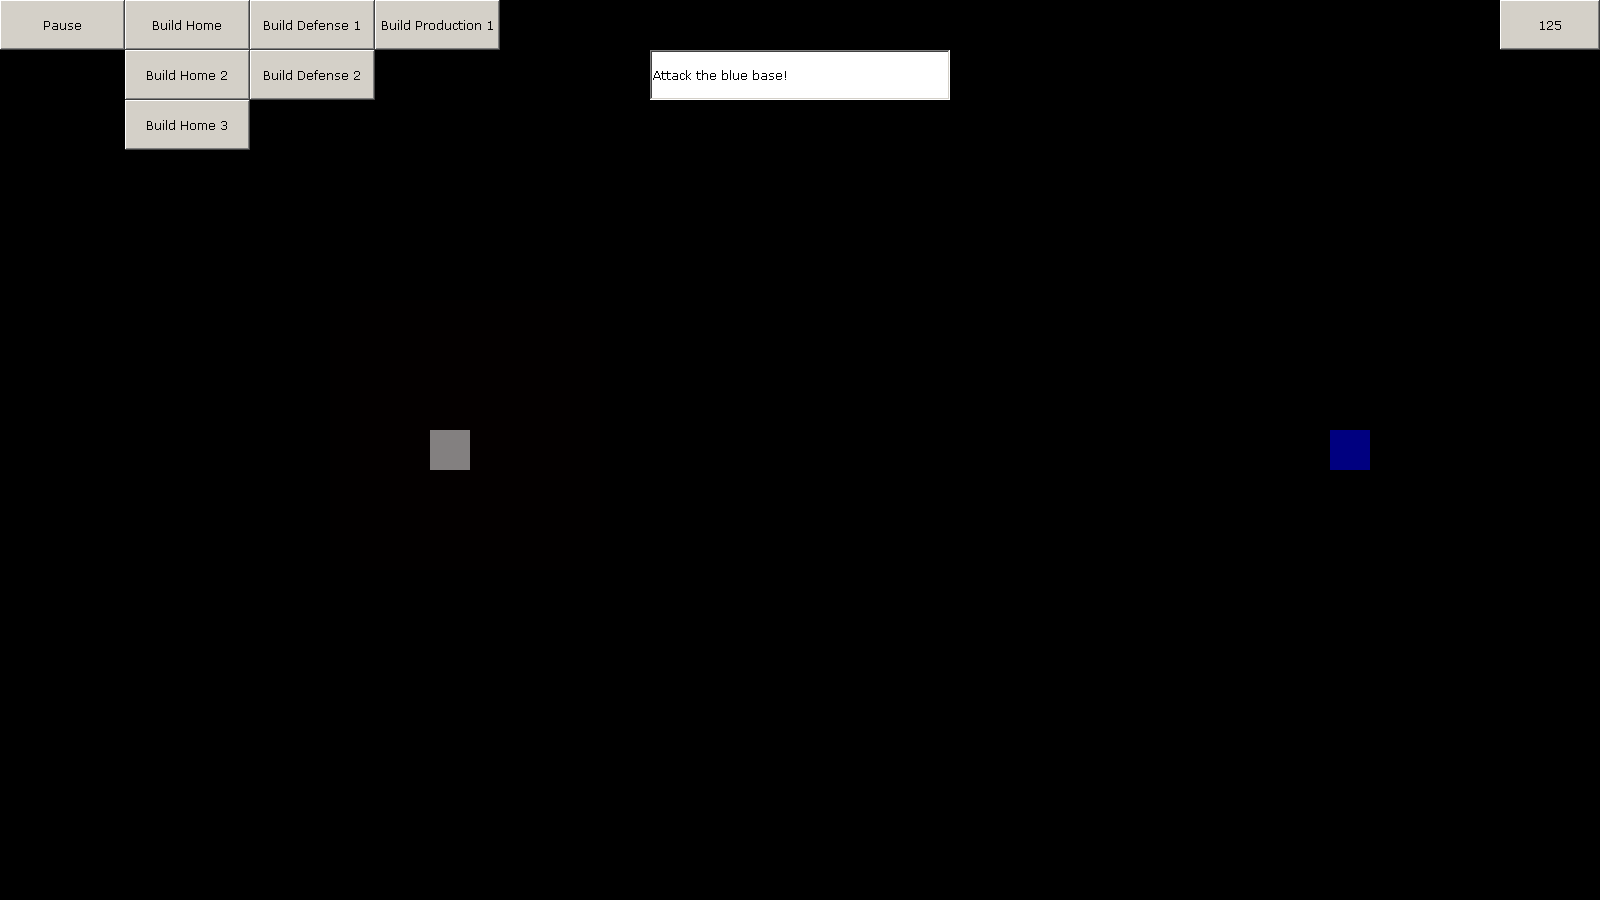 Pause
Build Home
Build Defense 1
Build Production 1
125
Build Home 2
Build Defense 2
Attack the blue base!
Build Home 3